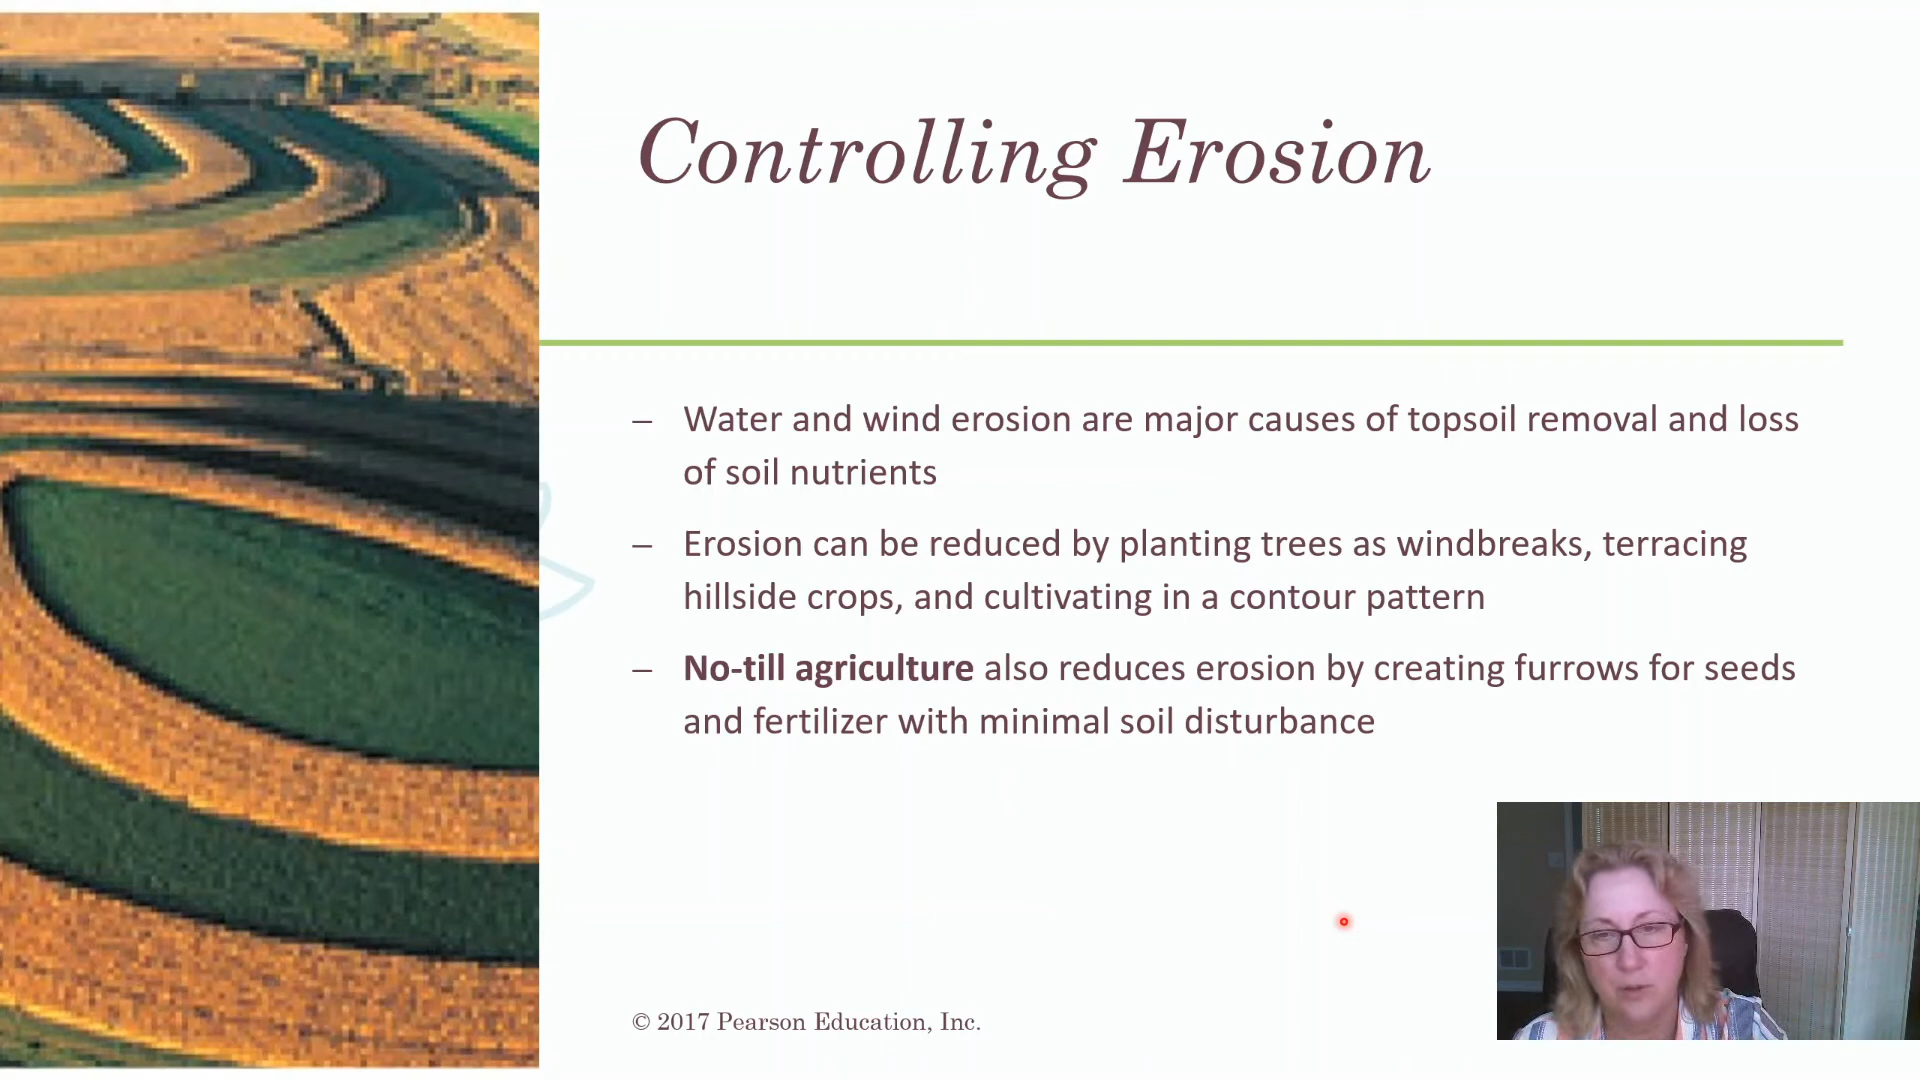 Controlling Erosion
– Water and wind erosion are major causes of topsoil removal and loss
of soil nutrients
– Erosion can be reduced by planting trees as windbreaks, terracing
hillside crops, and cultivating in a contour pattern
– No-till agriculture also reduces erosion by creating furrows for seeds
and fertilizer with minimal soil disturbance
© 2017 Pearson Education, Inc.